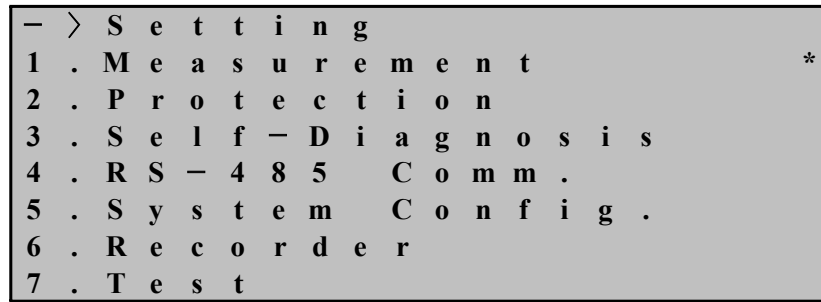 -> Setting
1.Measurement *
2.Protection
3.Self-Diagnosis
4.RS-485 Comm.
5.System Config.
6.Recorder
7.Test